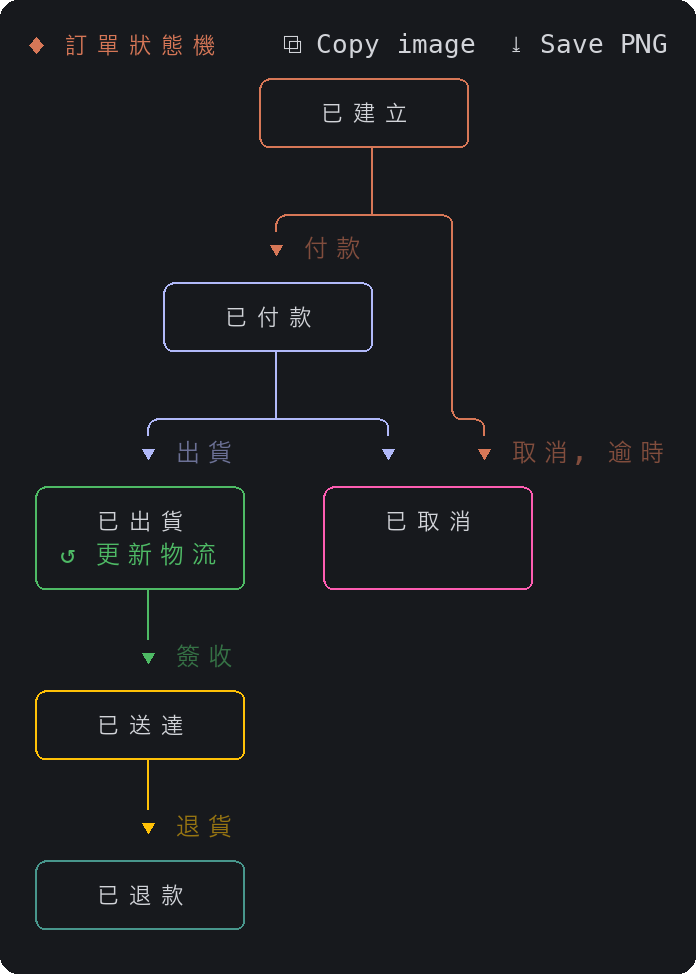 ♦ 訂單狀態機
⧉ Copy image ⤓ Save PNG
已建立
付款
已付款
出貨
取消, 逾時
已出貨
↺ 更新物流
已取消
簽收
已送達
退貨
已退款